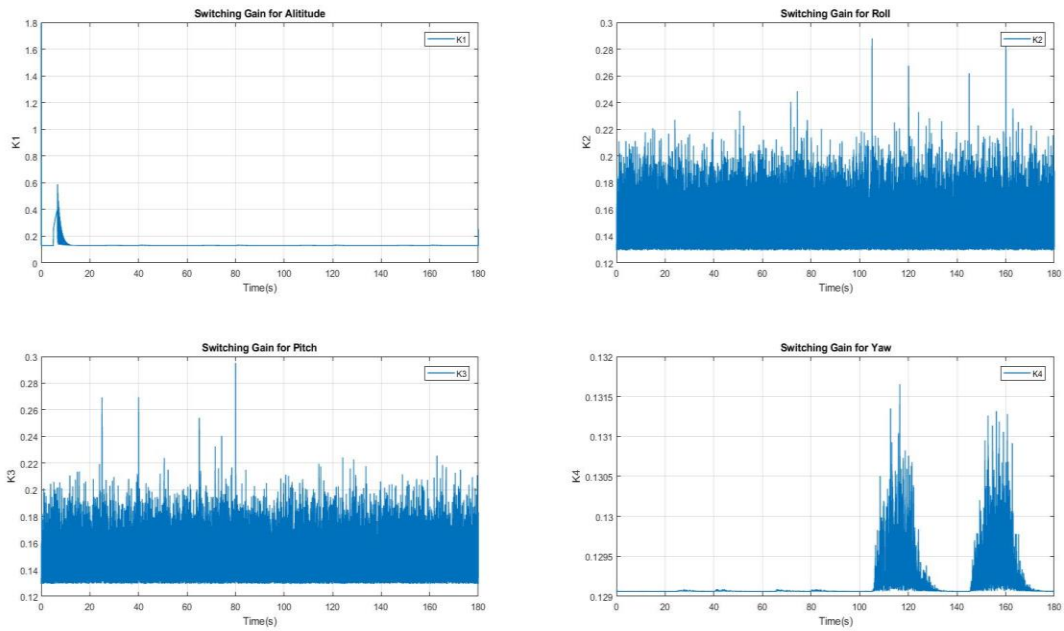 Switching Gain for Alititude
K1
1.8
1.6
1.4
1.2
1
0.8
0.6
0.4
0.2
0
K1
0 20 40 60 80 100 120 140 160 180
Time(s)
Switching Gain for Roll
K2
0.3
0.28
0.26
0.24
0.22
0.2
0.18
0.16
0.14
0.12
K2
0 20 40 60 80 100 120 140 160 180
Time(s)
Switching Gain for Pitch
K3
0.3
0.28
0.26
0.24
0.22
0.2
0.18
0.16
0.14
0.12
K3
0 20 40 60 80 100 120 140 160 180
Time(s)
Switching Gain for Yaw
K4
0.132
0.1315
0.131
0.1305
0.13
0.1295
0.129
K4
0 20 40 60 80 100 120 140 160 180
Time(s)